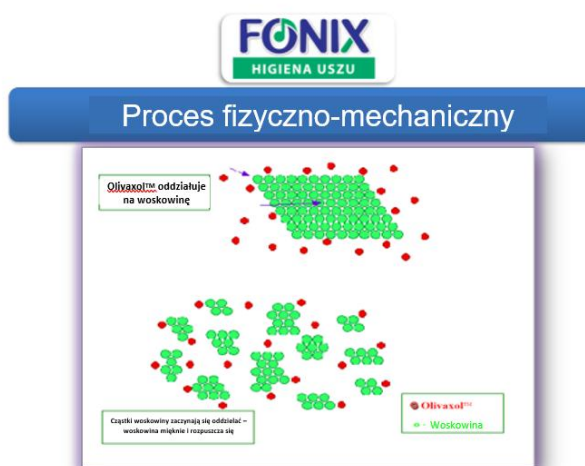 FONIX
HIGIENA USZU
Proces fizyczno-mechaniczny
Olivaxol™ oddziałuje
na woskowinę
Cząstki woskowiny zaczynają się oddzielać –
woskowina mięknie i rozpuszcza się
Olivaxol™
- Woskowina